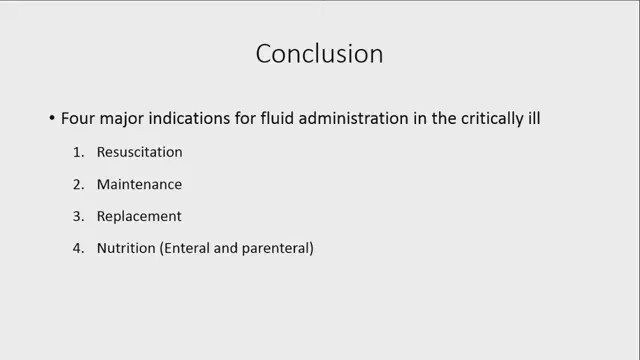 Conclusion
• Four major indications for fluid administration in the critically ill
1. Resuscitation
2. Maintenance
3. Replacement
4. Nutrition (Enteral and parenteral)